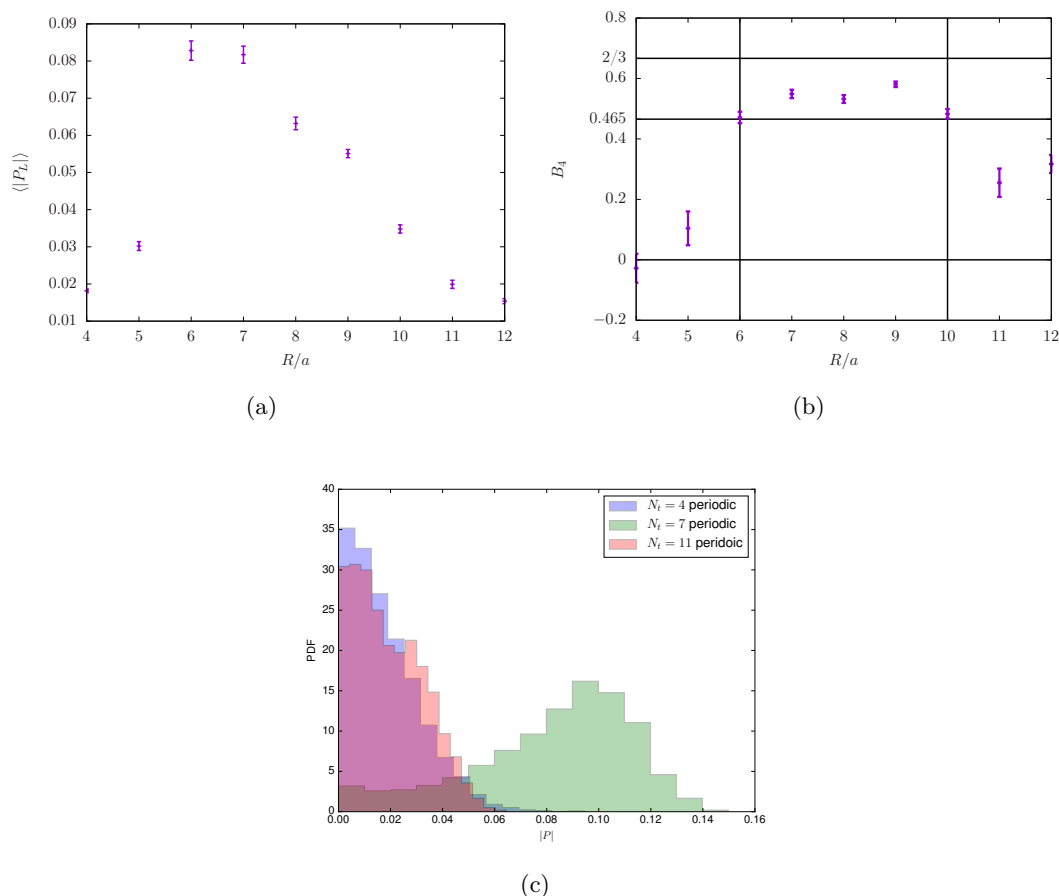 0.09
0.08
0.07
0.06
0.05
0.04
0.03
0.02
0.01
⟨|P_L|⟩
4 5 6 7 8 9 10 11 12
R/a
(a)
0.8
2/3
0.6
0.465
0.4
0.2
0
−0.2
B_4
4 5 6 7 8 9 10 11 12
R/a
(b)
40
35
30
25
20
15
10
5
0
PDF
N_t = 4 periodic
N_t = 7 periodic
N_t = 11 peridoic
0.00 0.02 0.04 0.06 0.08 0.10 0.12 0.14 0.16
|P|
(c)